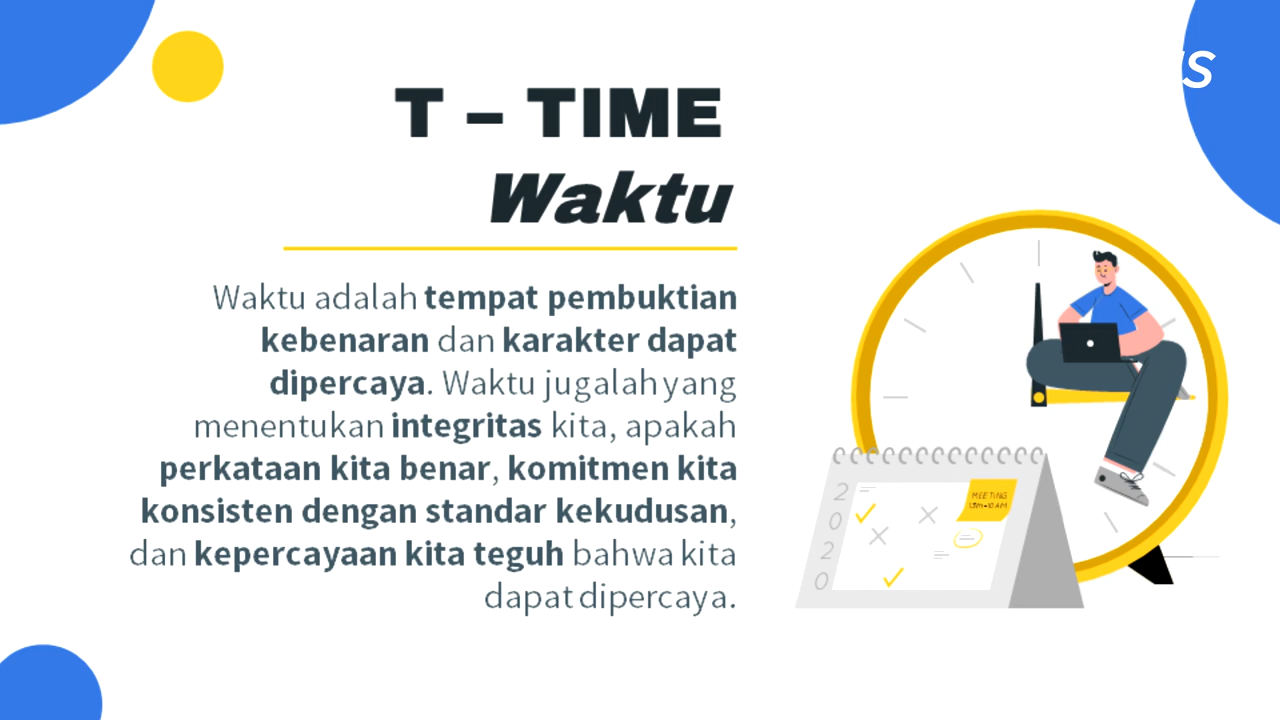 T – TIME
Waktu
Waktu adalah tempat pembuktian
kebenaran dan karakter dapat
dipercaya. Waktu jugalah yang
menentukan integritas kita, apakah
perkataan kita benar, komitmen kita
konsisten dengan standar kekudusan,
dan kepercayaan kita teguh bahwa kita
dapat dipercaya.
2
0
2
0
MEETING